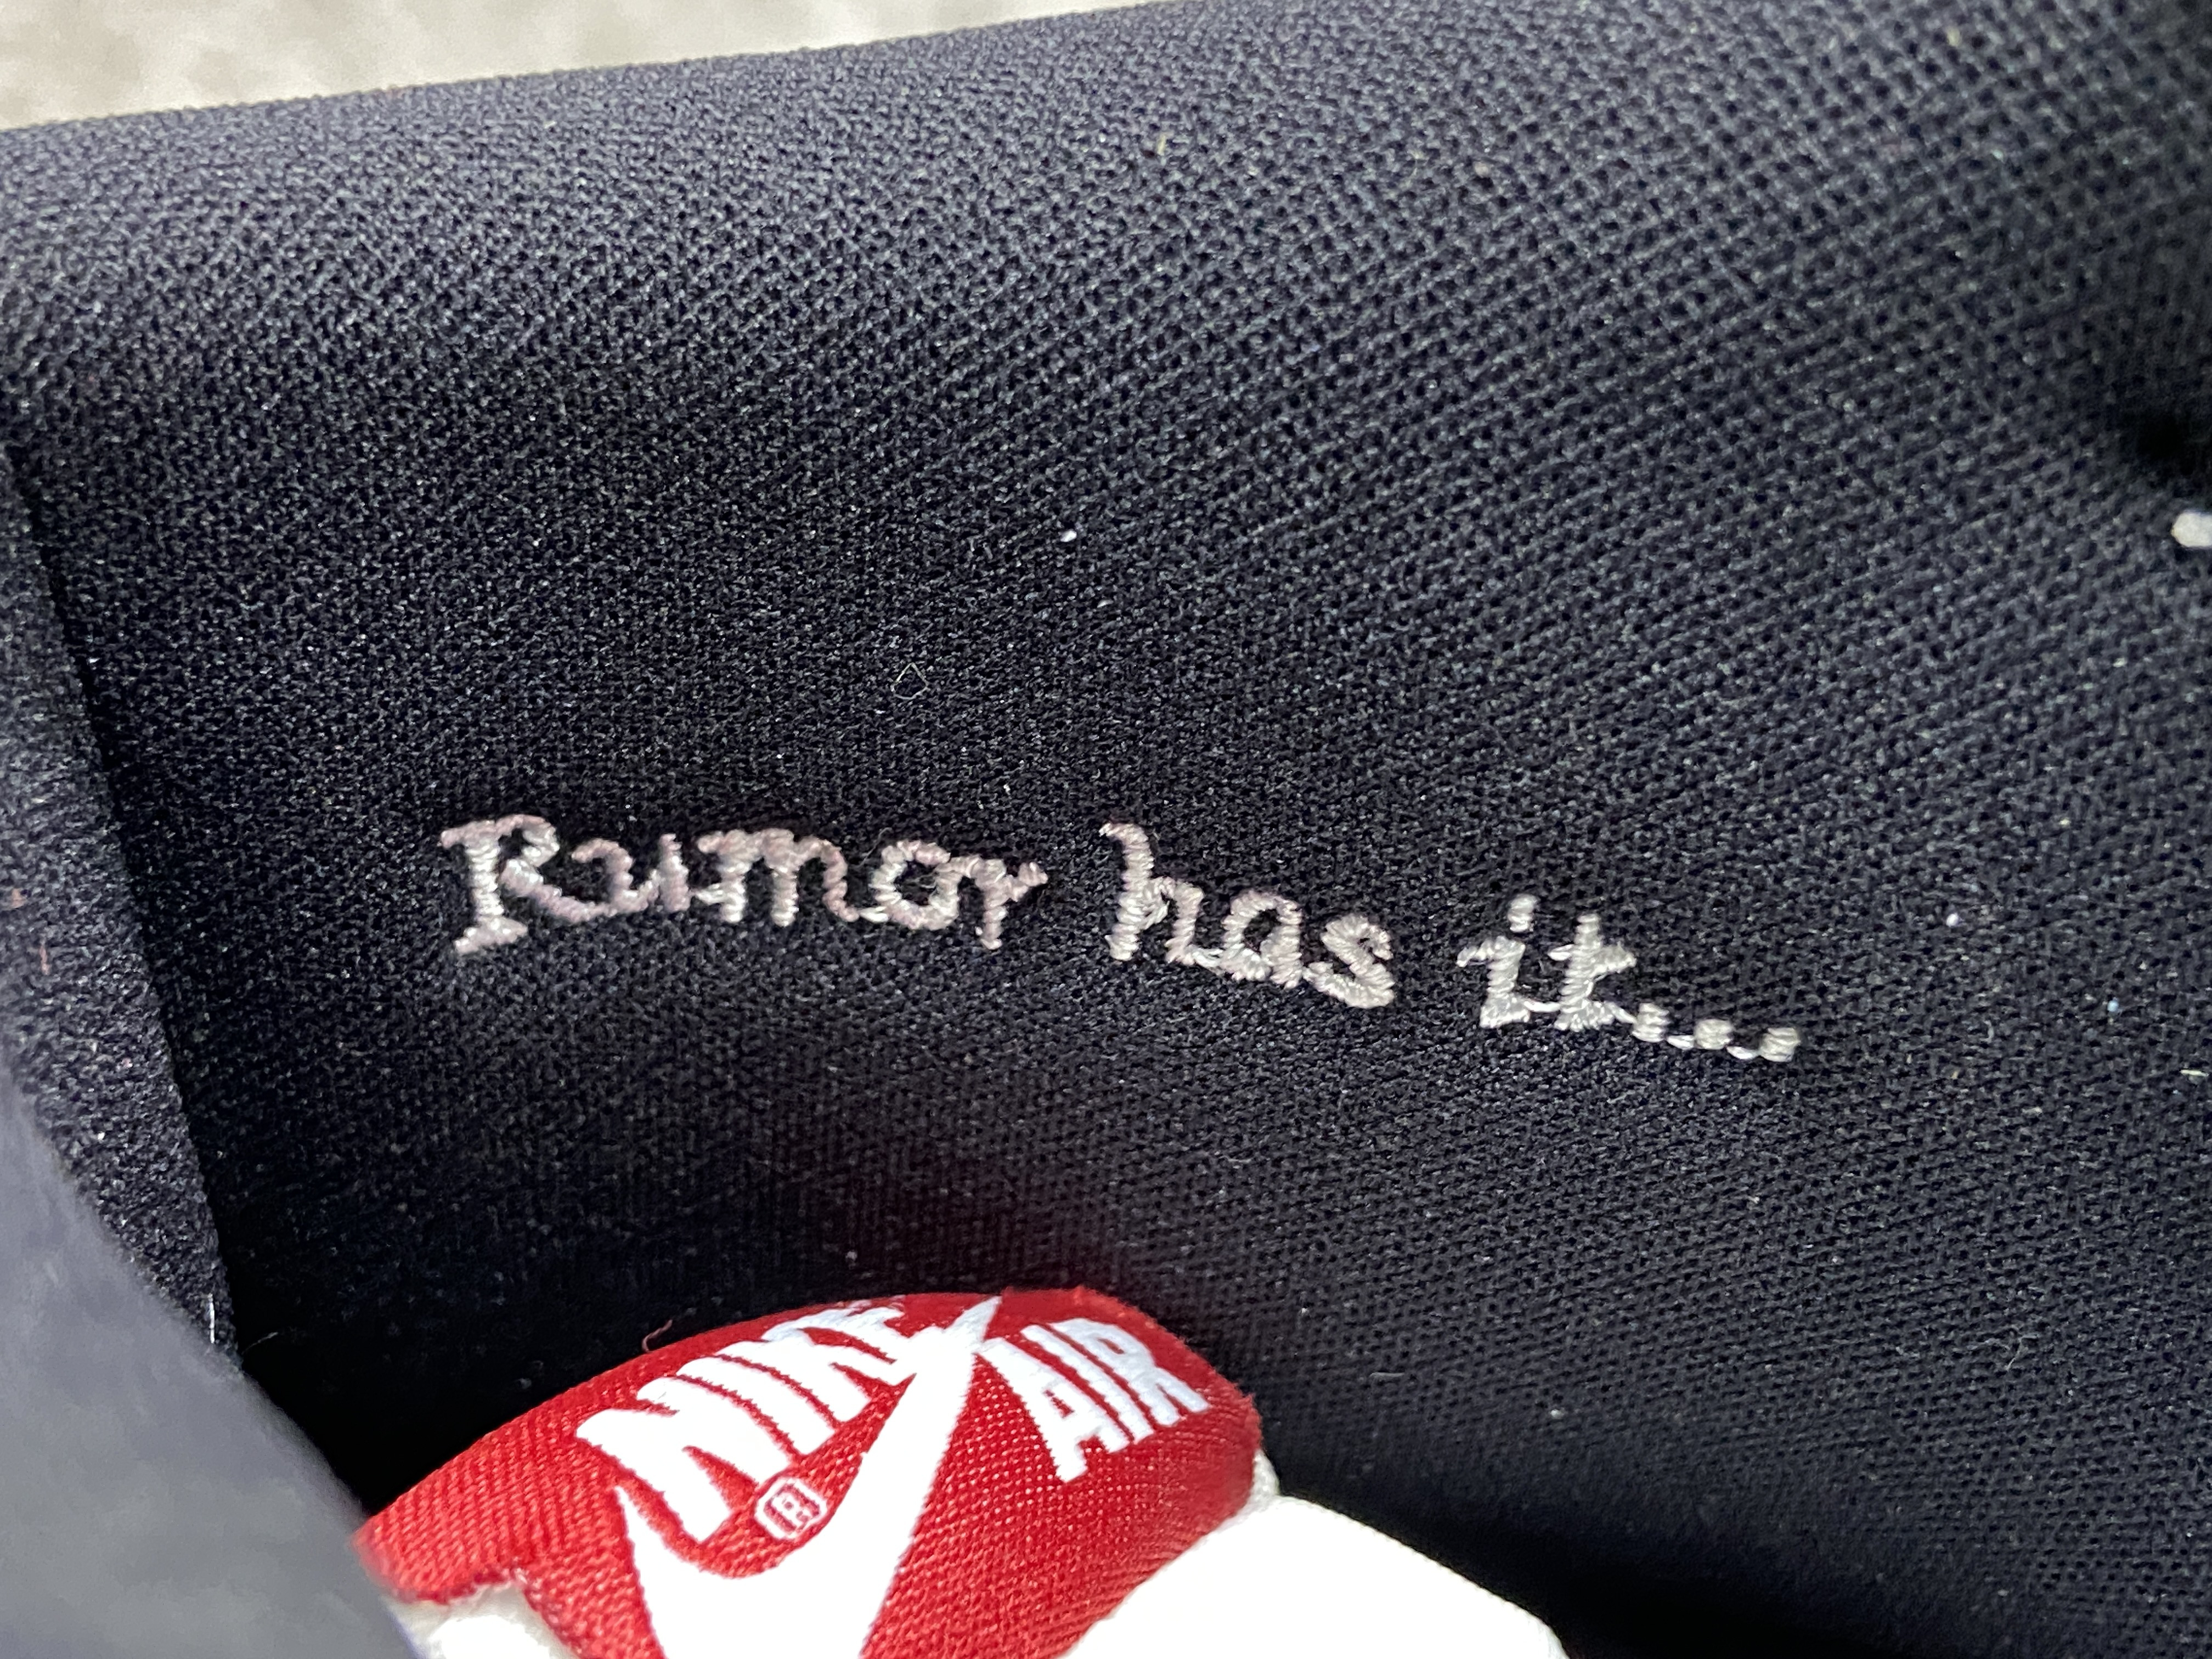 Rumor has it...
NIKE AIR
®